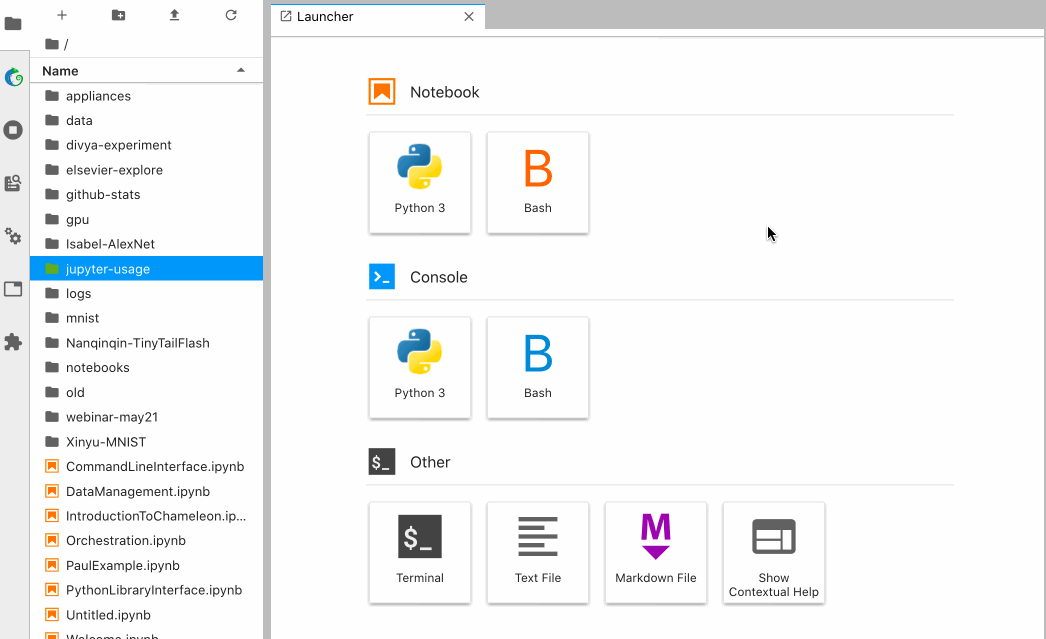 Launcher
/
Name
appliances
data
divya-experiment
elsevier-explore
github-stats
gpu
Isabel-AlexNet
jupyter-usage
logs
mnist
Nanqinqin-TinyTailFlash
notebooks
old
webinar-may21
Xinyu-MNIST
CommandLineInterface.ipynb
DataManagement.ipynb
IntroductionToChameleon.ip...
Orchestration.ipynb
PaulExample.ipynb
PythonLibraryInterface.ipynb
Untitled.ipynb
Welcome.ipynb
Notebook
Python 3
B
Bash
>_
Console
Python 3
B
Bash
$_
Other
$_
Terminal
Text File
M
Markdown File
Show
Contextual Help